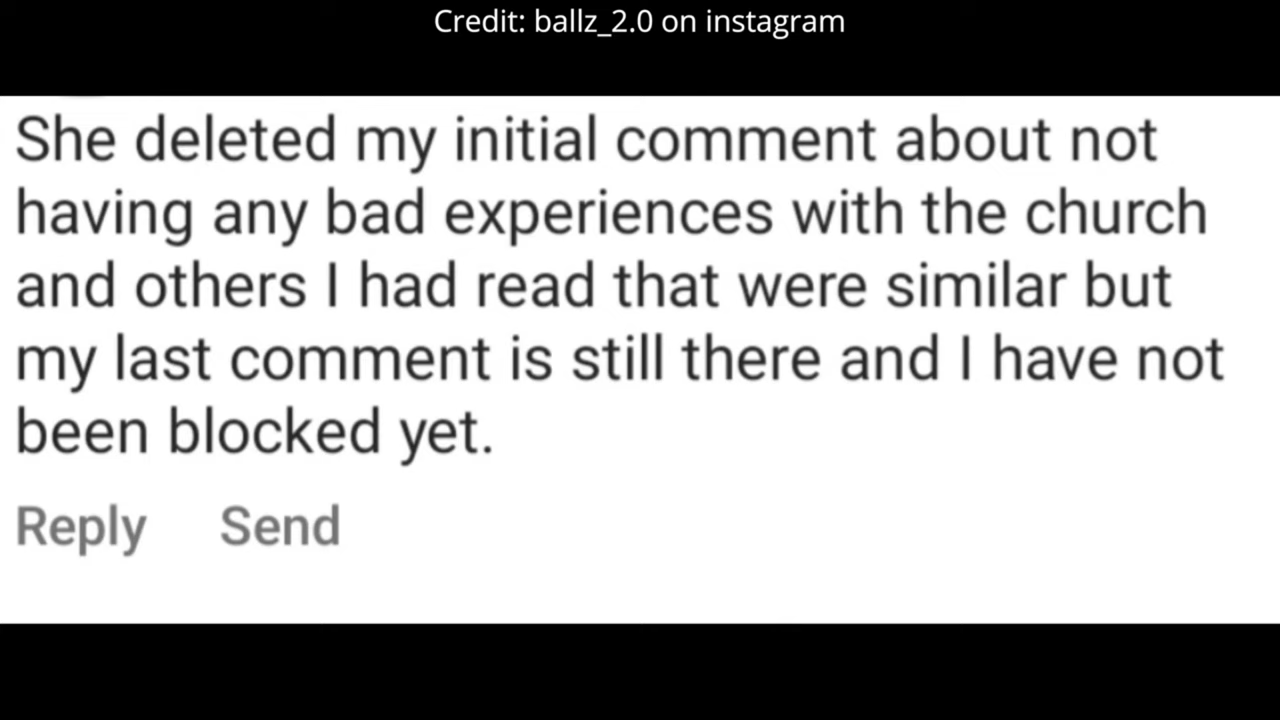 Credit: ballz_2.0 on instagram
She deleted my initial comment about not
having any bad experiences with the church
and others I had read that were similar but
my last comment is still there and I have not
been blocked yet.
Reply Send